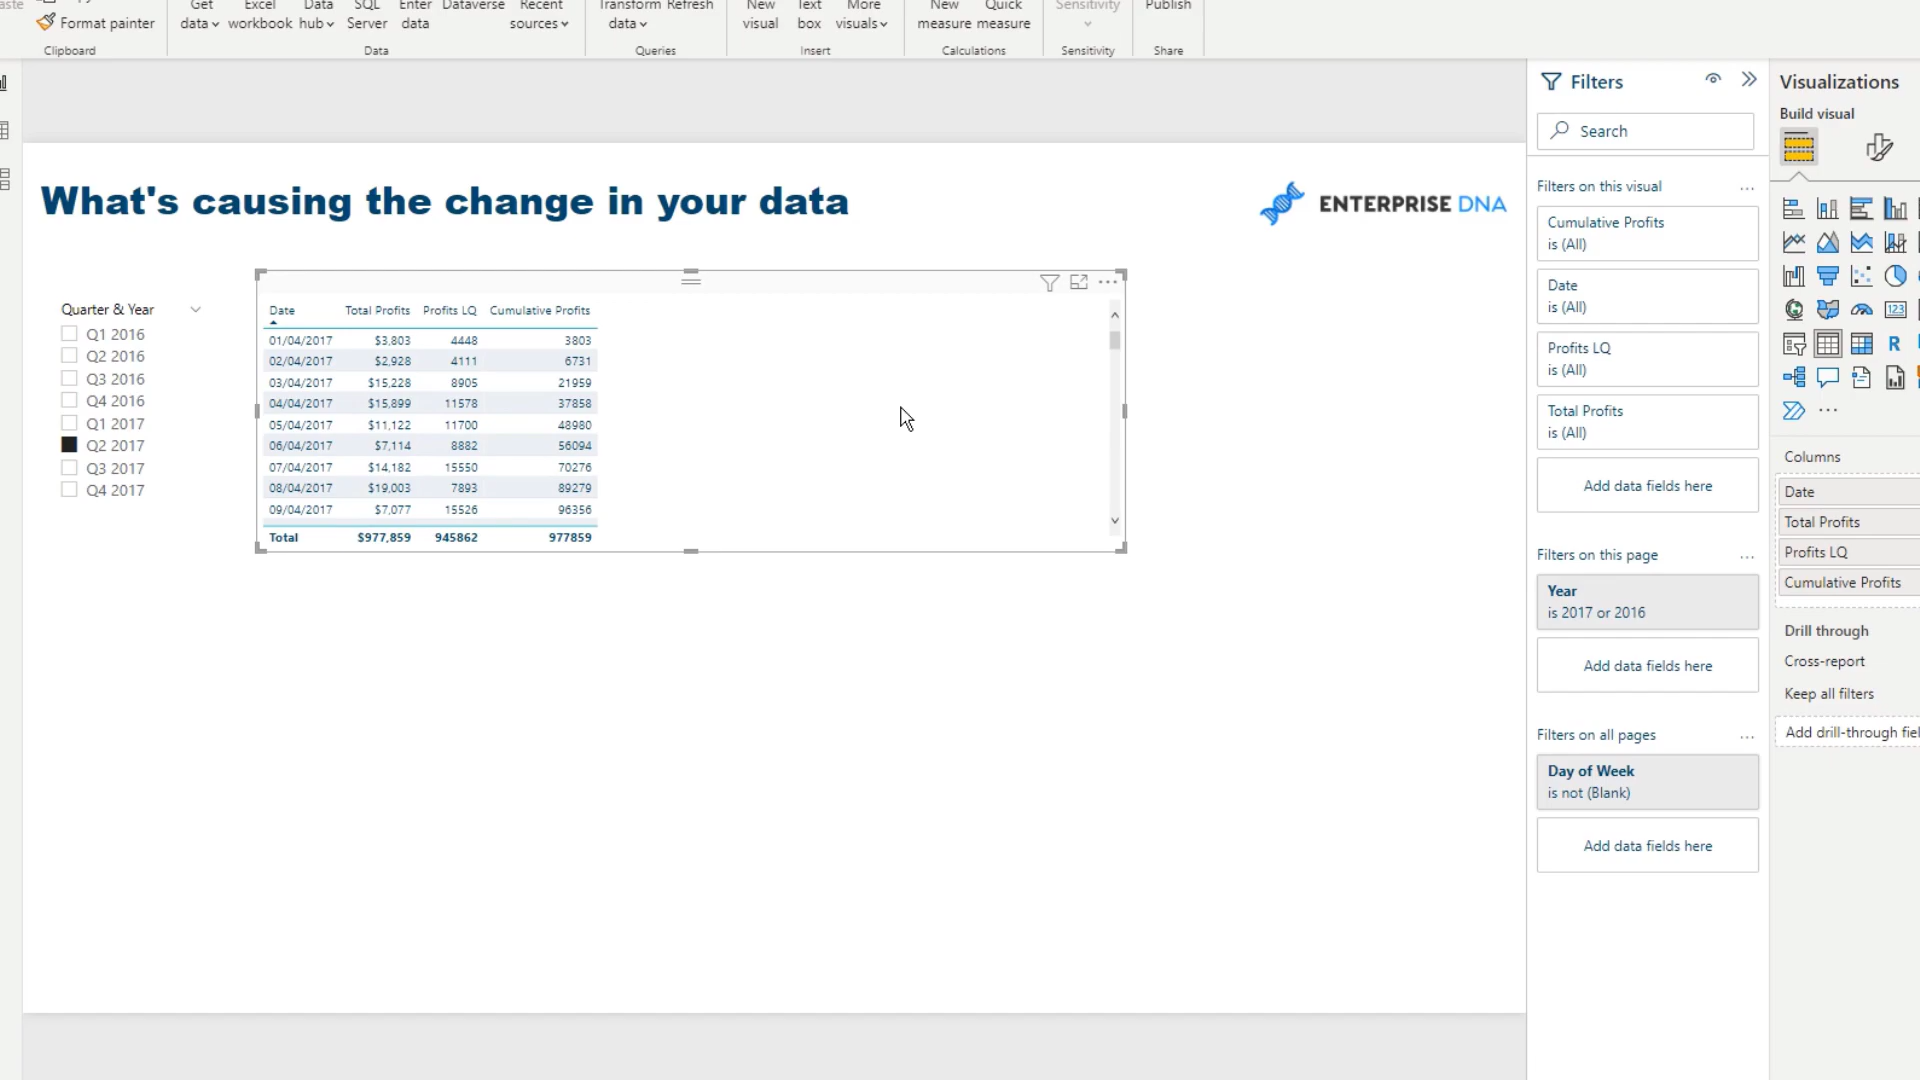 Format painter
Clipboard
Get data
Excel workbook
Data hub
SQL Server
Enter data
Dataverse
Recent sources
Data
Transform data
Refresh
Queries
New visual
Text box
More visuals
Insert
New measure
Quick measure
Calculations
Sensitivity
Sensitivity
Publish
Share
What's causing the change in your data
ENTERPRISE DNA
Quarter & Year
Q1 2016
Q2 2016
Q3 2016
Q4 2016
Q1 2017
Q2 2017
Q3 2017
Q4 2017
Date Total Profits Profits LQ Cumulative Profits
01/04/2017 $3,803 4448 3803
02/04/2017 $2,928 4111 6731
03/04/2017 $15,228 8905 21959
04/04/2017 $15,899 11578 37858
05/04/2017 $11,122 11700 48980
06/04/2017 $7,114 8882 56094
07/04/2017 $14,182 15550 70276
08/04/2017 $19,003 7893 89279
09/04/2017 $7,077 15526 96356
Total $977,859 945862 977859
Filters
Search
Filters on this visual ...
Cumulative Profits
is (All)
Date
is (All)
Profits LQ
is (All)
Total Profits
is (All)
Add data fields here
Filters on this page ...
Year
is 2017 or 2016
Add data fields here
Filters on all pages ...
Day of Week
is not (Blank)
Add data fields here
Visualizations
Build visual
123
R
...
Columns
Date
Total Profits
Profits LQ
Cumulative Profits
Drill through
Cross-report
Keep all filters
Add drill-through fiel